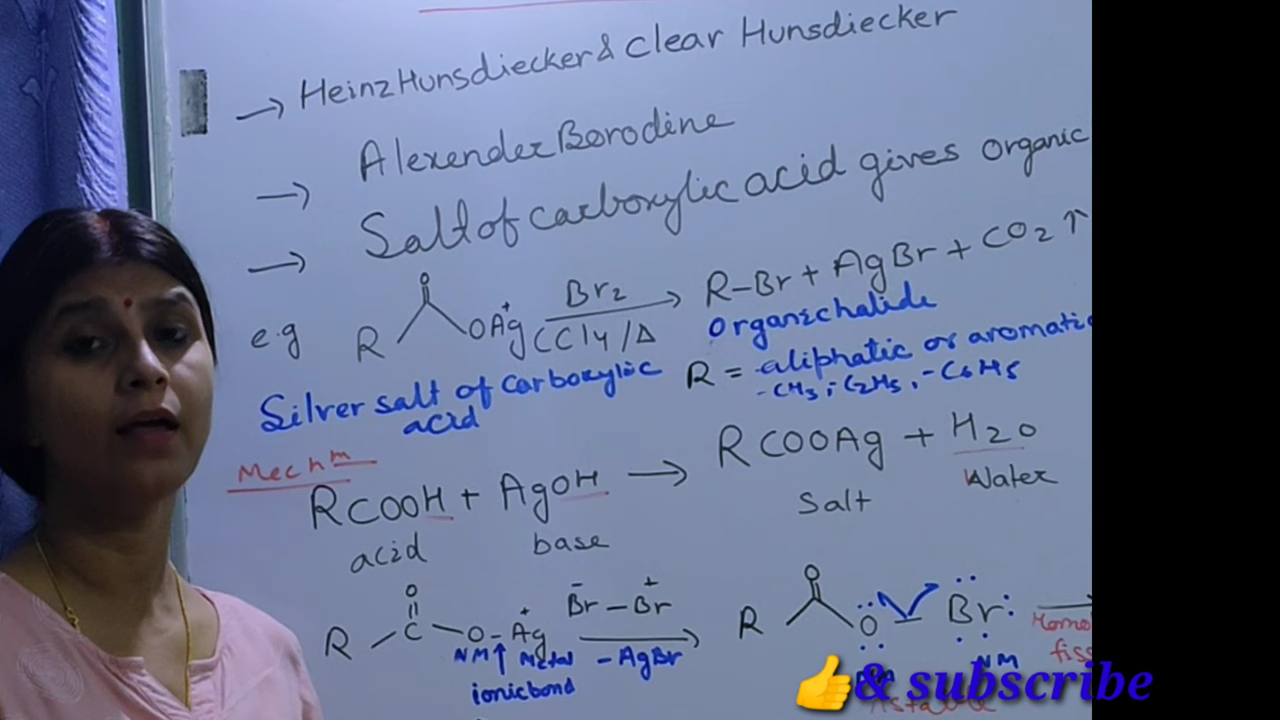 → Heinz Hunsdiecker & Clear Hunsdiecker
→ Alexender Borodine
→ Salt of carboxylic acid gives organic
e.g R O OAg+ Br2 CCl4/Δ → R-Br + AgBr + CO2 ↑
Organichalide
Silver salt of carboxylic acid
R = aliphatic or aromatic
-CH3, C2H5, -C6H5
Mechm
RCOOH + AgOH → RCOOAg + H2O
acid base Salt Water
R - C - O - Ag+ Br- - Br+ → R O O - Br
O NM Metal -AgBr NM
ionic bond
& subscribe